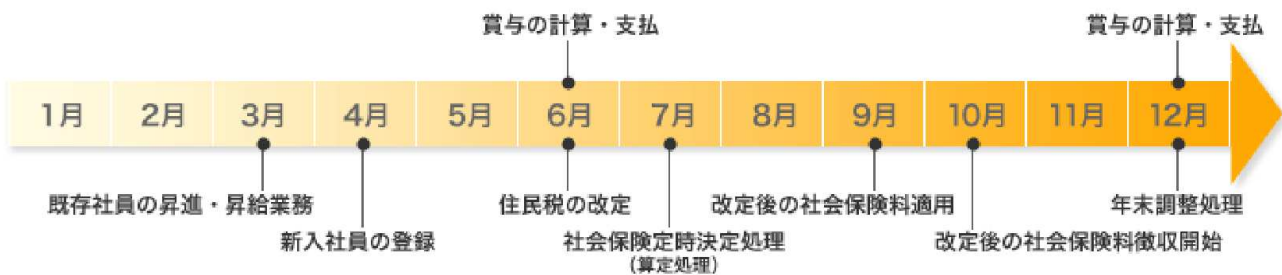 賞与の計算・支払
賞与の計算・支払
1月 2月 3月 4月 5月 6月 7月 8月 9月 10月 11月 12月
既存社員の昇進・昇給業務
住民税の改定
改定後の社会保険料適用
年末調整処理
新入社員の登録
社会保険定時決定処理
(算定処理)
改定後の社会保険料徴収開始